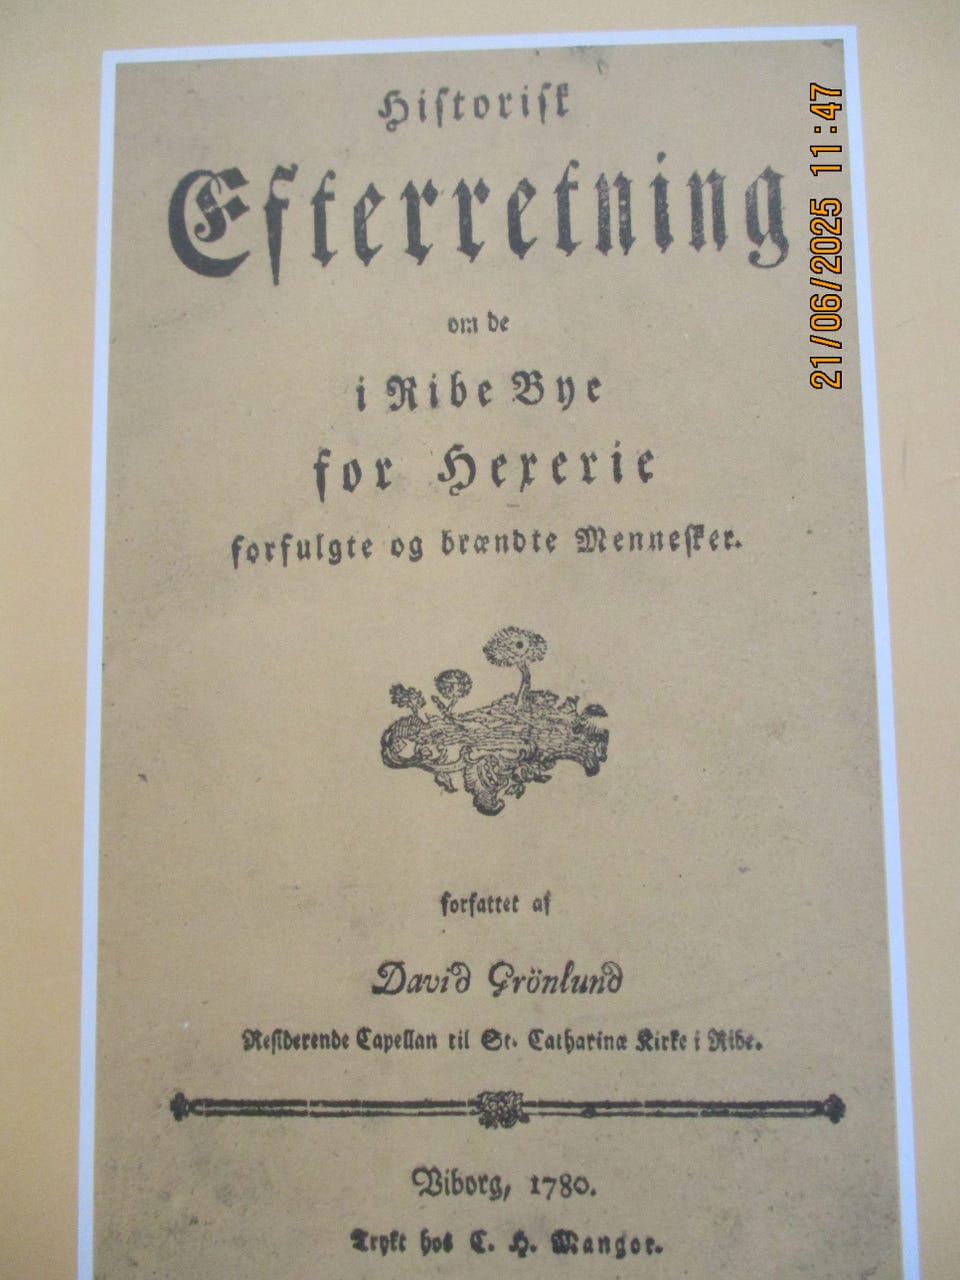 Historisk
Efterretning
om de
i Ribe Bye
for Hexerie
forfulgte og brændte Mennesker.
forfattet af
David Grönlund
Residerende Capellan til St. Catharinæ Kirke i Ribe.
Viborg, 1780.
Trykt hos C. H. Mangor.
21/06/2025 11:47